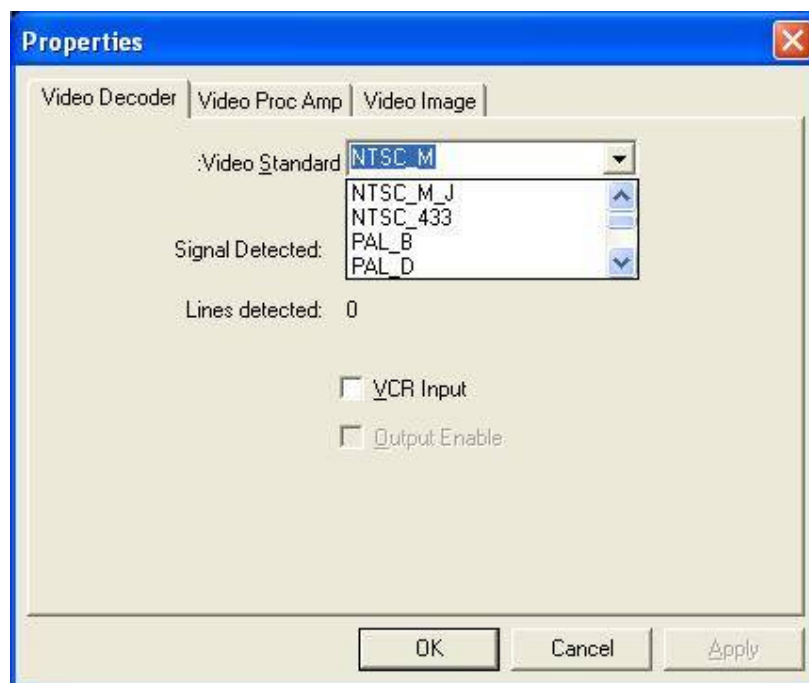 Properties
Video Decoder Video Proc Amp Video Image
:Video Standard NTSC_M
NTSC_M_J
NTSC_433
PAL_B
PAL_D
Signal Detected:
Lines detected: 0
VCR Input
Output Enable
OK Cancel Apply